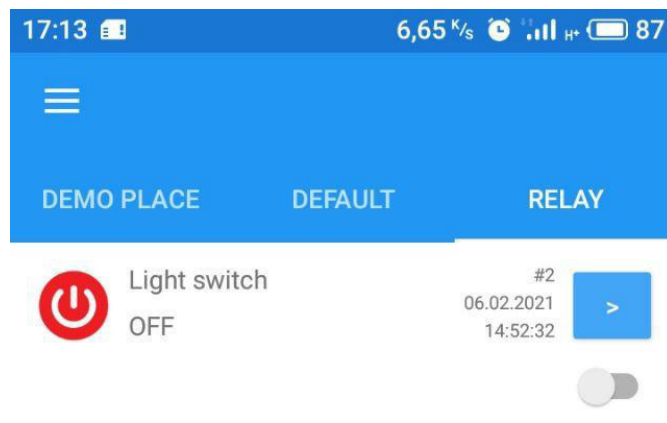 17:13 6,65 K/s H+ 87
DEMO PLACE DEFAULT RELAY
Light switch #2
06.02.2021 >
OFF 14:52:32